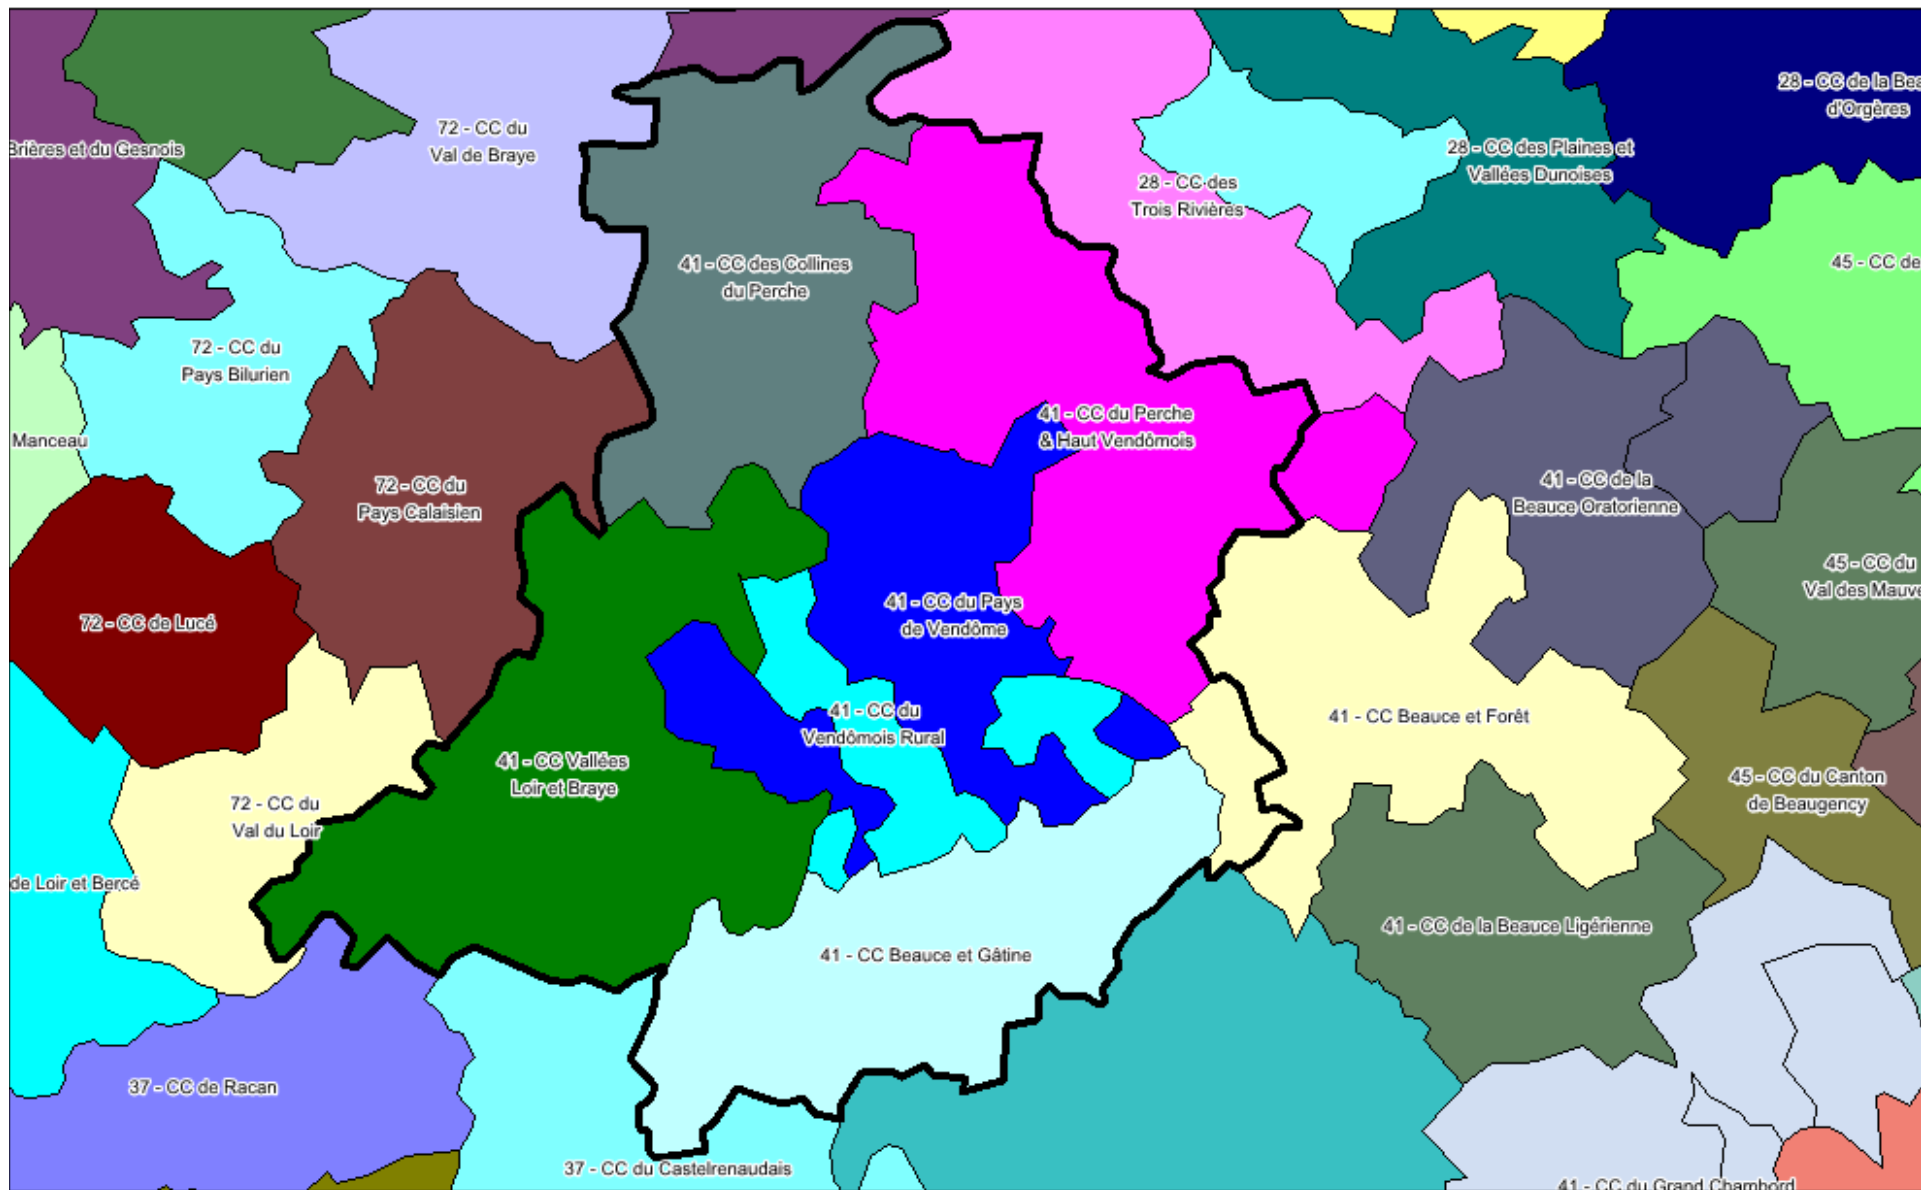 28 - CC de la Bea
d'Orgères
72 - CC du
Val de Braye
Brières et du Gesnois
28 - CC des Plaines et
Vallées Dunoises
28 - CC des
Trois Rivières
41 - CC des Collines
du Perche
45 - CC de
72 - CC du
Pays Bilurien
Manceau
41 - CC du Perche
& Haut Vendômois
72 - CC du
Pays Calaisien
41 - CC de la
Beauce Oratorienne
45 - CC du
Val des Mauve
72 - CC de Lucé
41 - CC du Pays
de Vendôme
41 - CC du
Vendômois Rural
41 - CC Beauce et Forêt
41 - CC Vallées
Loir et Braye
72 - CC du
Val du Loir
45 - CC du Canton
de Beaugency
de Loir et Bercé
41 - CC Beauce et Gâtine
41 - CC de la Beauce Ligérienne
37 - CC de Racan
37 - CC du Castelrenaudais
41 - CC du Grand Chambord